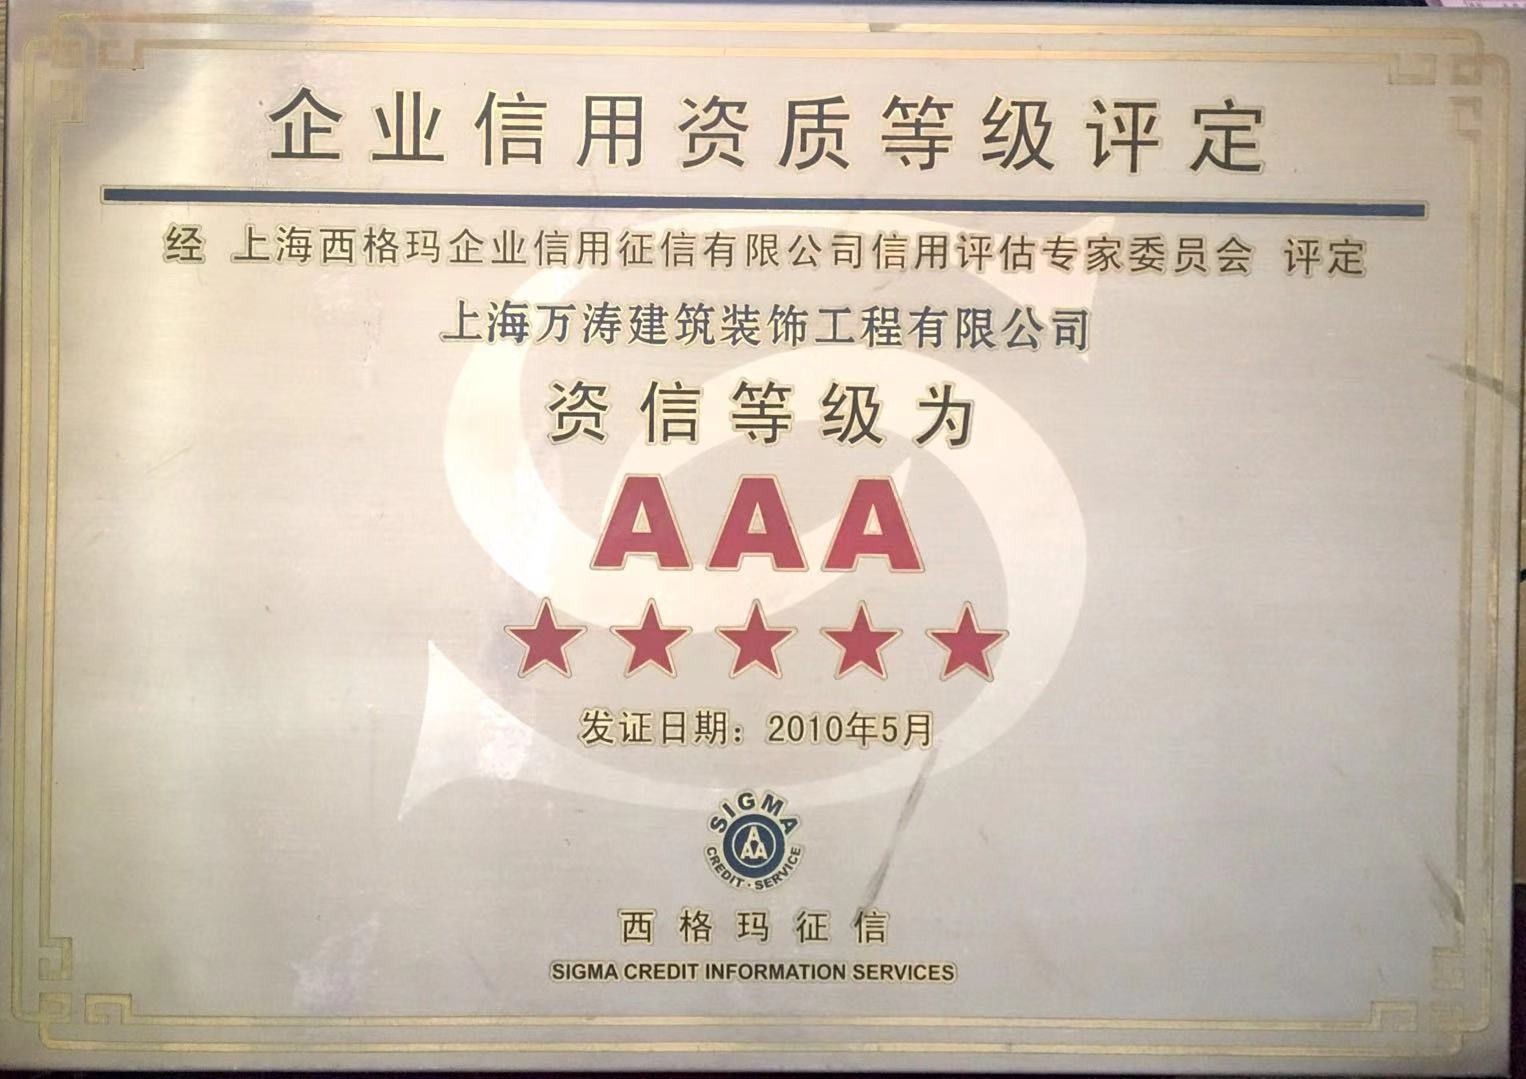 企业信用资质等级评定
经 上海西格玛企业信用征信有限公司信用评估专家委员会 评定
上海万涛建筑装饰工程有限公司
资信等级为
AAA
发证日期：2010年5月
SIGMA
AAA
CREDIT·SERVICE
西格玛征信
SIGMA CREDIT INFORMATION SERVICES